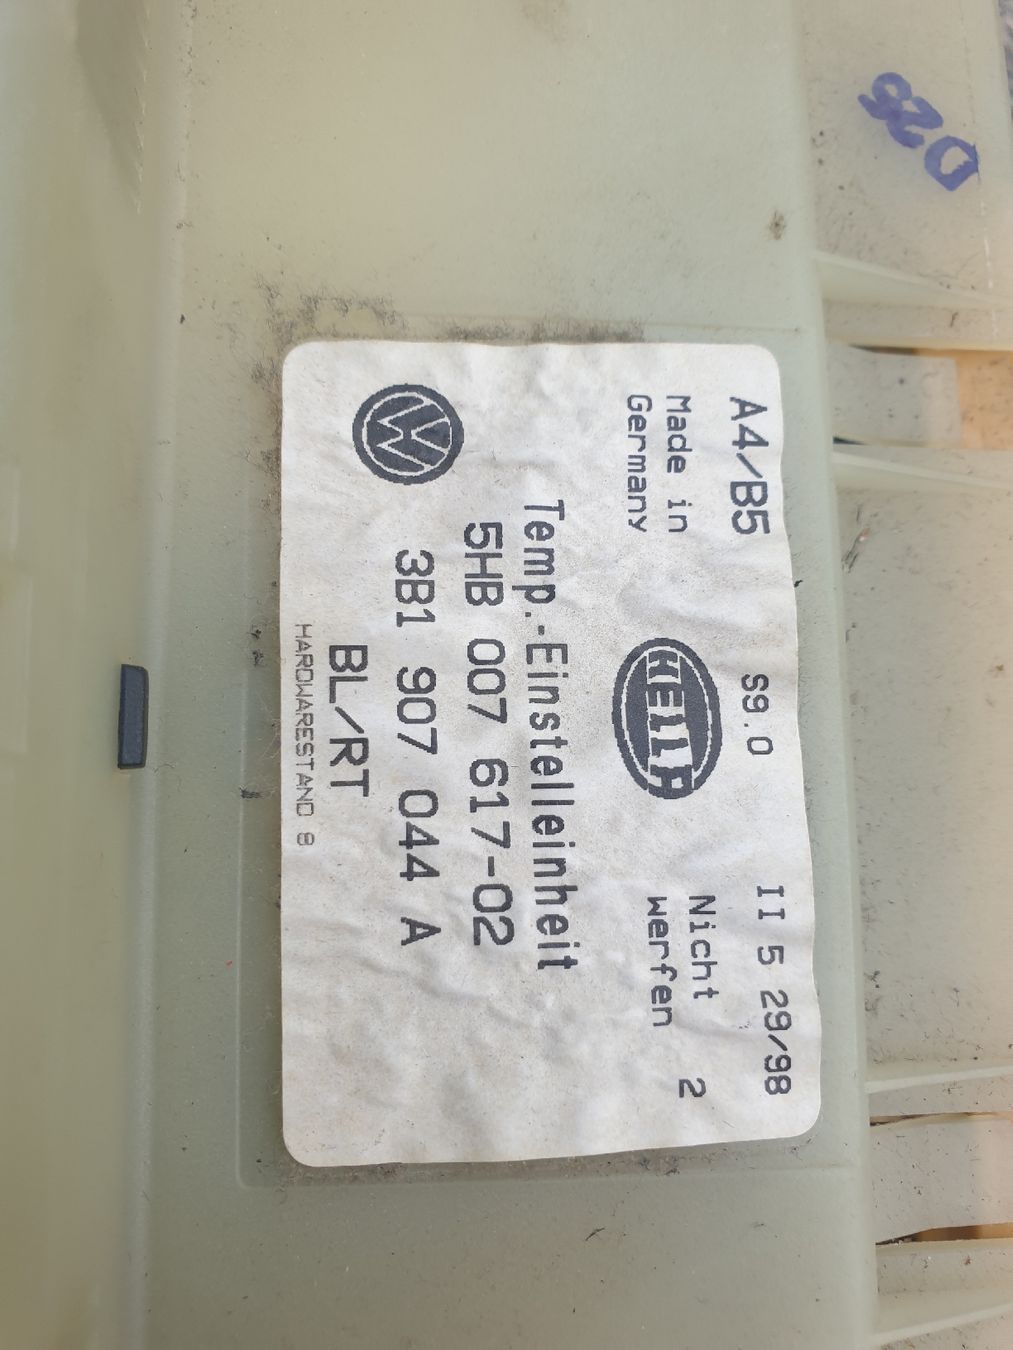 D28
A4/B5 S9.0 II 5 29/98
Made in
Germany
HELLA
Nicht
werfen 2
Temp.-Einstelleinheit
5HB 007 617-02
3B1 907 044 A
BL/RT
HARDWARESTAND 8
VW